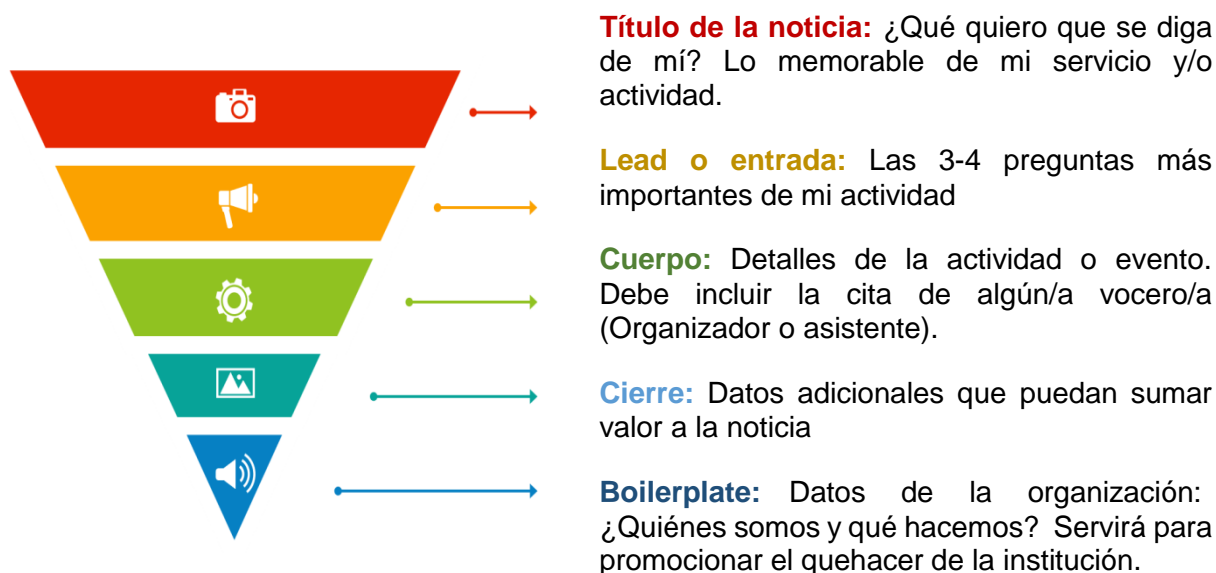 Título de la noticia: ¿Qué quiero que se diga
de mí? Lo memorable de mi servicio y/o
actividad.
Lead o entrada: Las 3-4 preguntas más
importantes de mi actividad
Cuerpo: Detalles de la actividad o evento.
Debe incluir la cita de algún/a vocero/a
(Organizador o asistente).
Cierre: Datos adicionales que puedan sumar
valor a la noticia
Boilerplate: Datos de la organización:
¿Quiénes somos y qué hacemos? Servirá para
promocionar el quehacer de la institución.